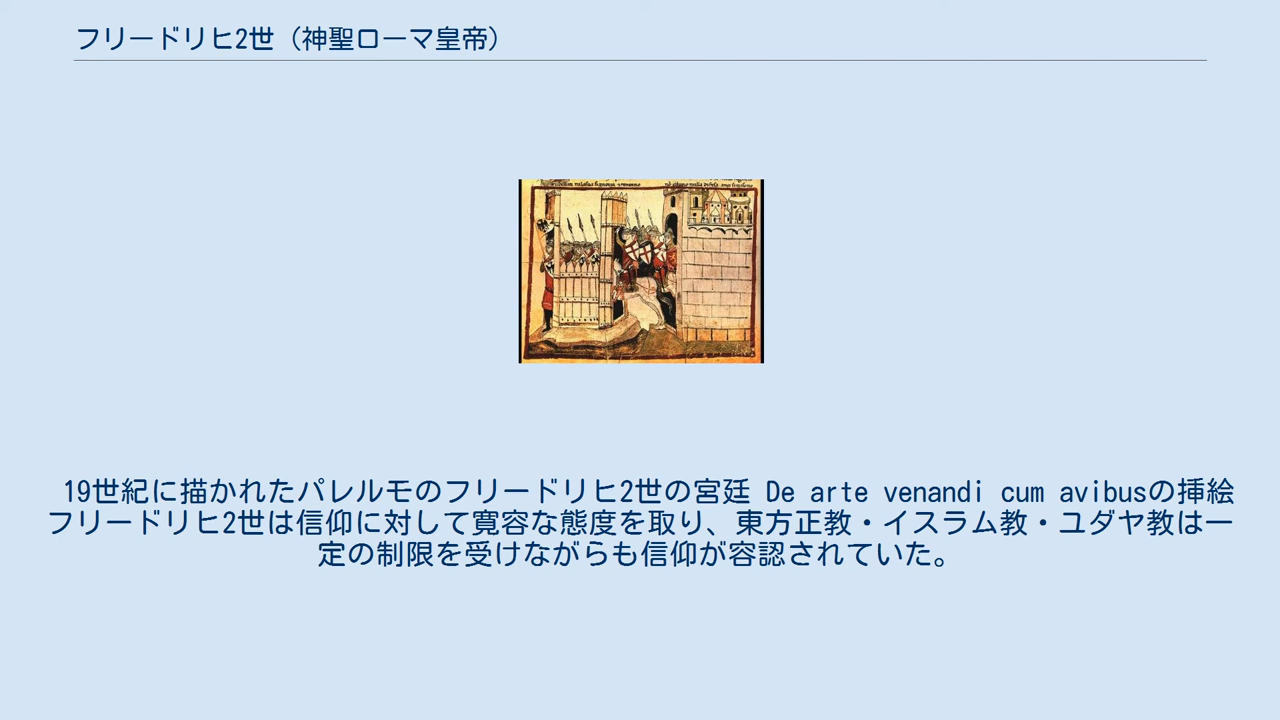 フリードリヒ2世（神聖ローマ皇帝）
19世紀に描かれたパレルモのフリードリヒ2世の宮廷 De arte venandi cum avibusの挿絵
フリードリヒ2世は信仰に対して寛容な態度を取り、東方正教・イスラム教・ユダヤ教は一
定の制限を受けながらも信仰が容認されていた。